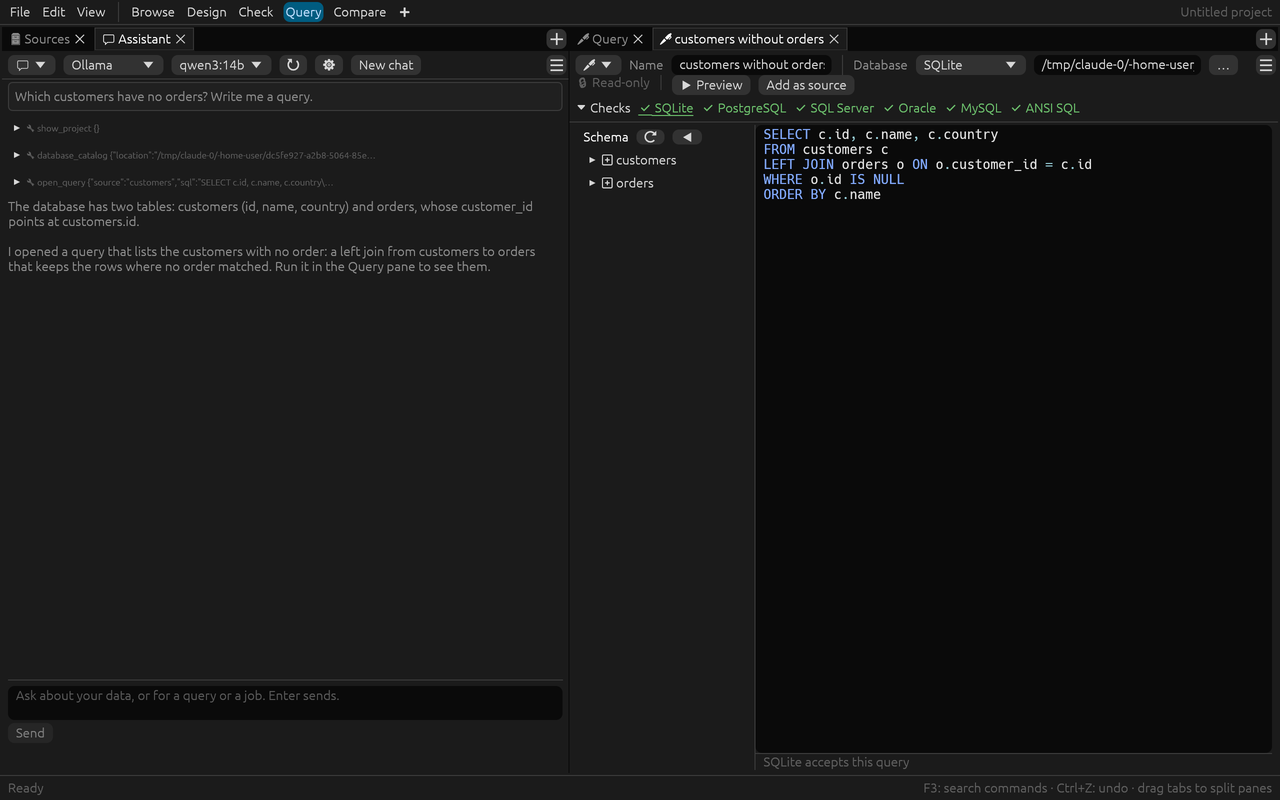 File Edit View Browse Design Check Query Compare + Untitled project
Sources Assistant Query customers without orders
Ollama qwen3:14b New chat
Name customers without order: Database SQLite /tmp/claude-0/-home-user, ...
Read-only Preview Add as source
Which customers have no orders? Write me a query.
Checks SQLite PostgreSQL SQL Server Oracle MySQL ANSI SQL
show_project {}
database_catalog {"location":"/tmp/claude-0/-home-user/dc5fe927-a2b8-5064-85e...
open_query {"source":"customers","sql":"SELECT c.id, c.name, c.country\...
The database has two tables: customers (id, name, country) and orders, whose customer_id
points at customers.id.
I opened a query that lists the customers with no order: a left join from customers to orders
that keeps the rows where no order matched. Run it in the Query pane to see them.
Schema
customers
orders
SELECT c.id, c.name, c.country
FROM customers c
LEFT JOIN orders o ON o.customer_id = c.id
WHERE o.id IS NULL
ORDER BY c.name
Ask about your data, or for a query or a job. Enter sends.
Send
SQLite accepts this query
Ready F3: search commands · Ctrl+Z: undo · drag tabs to split panes